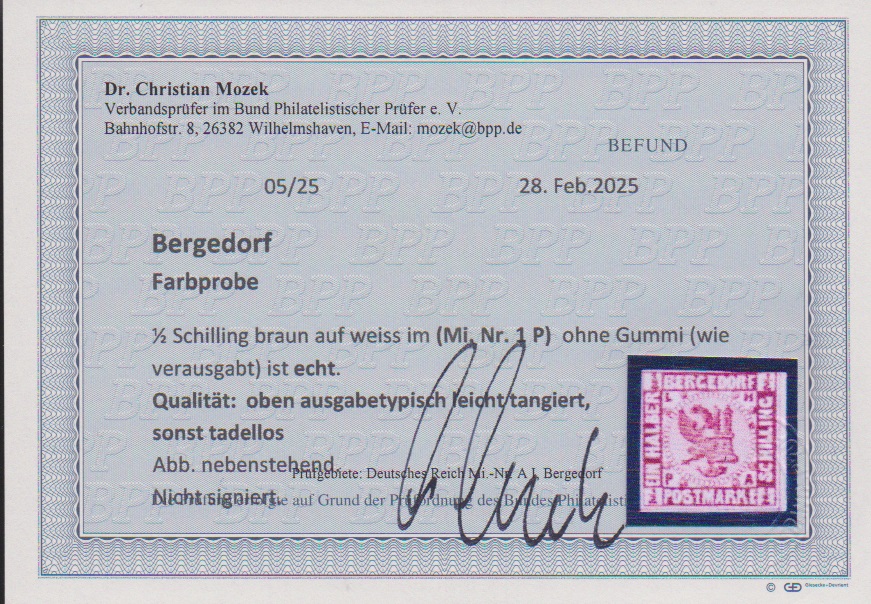 Dr. Christian Mozek
Verbandsprüfer im Bund Philatelistischer Prüfer e. V.
Bahnhofstr. 8, 26382 Wilhelmshaven, E-Mail: mozek@bpp.de
BEFUND
05/25 28. Feb.2025
Bergedorf
Farbprobe
½ Schilling braun auf weiss im (Mi. Nr. 1 P) ohne Gummi (wie
verausgabt) ist echt.
Qualität: oben ausgabetypisch leicht tangiert,
sonst tadellos
Abb. nebenstehend.
Prüfgebiete: Deutsches Reich Mi.-Nr. A I, Bergedorf
Nicht signiert.
auf Grund der Prüfordnung des Bundes
BERGEDORF
EIN HALBER
SCHILLING
L H
P A
POSTMARKE
© Giesecke+Devrient